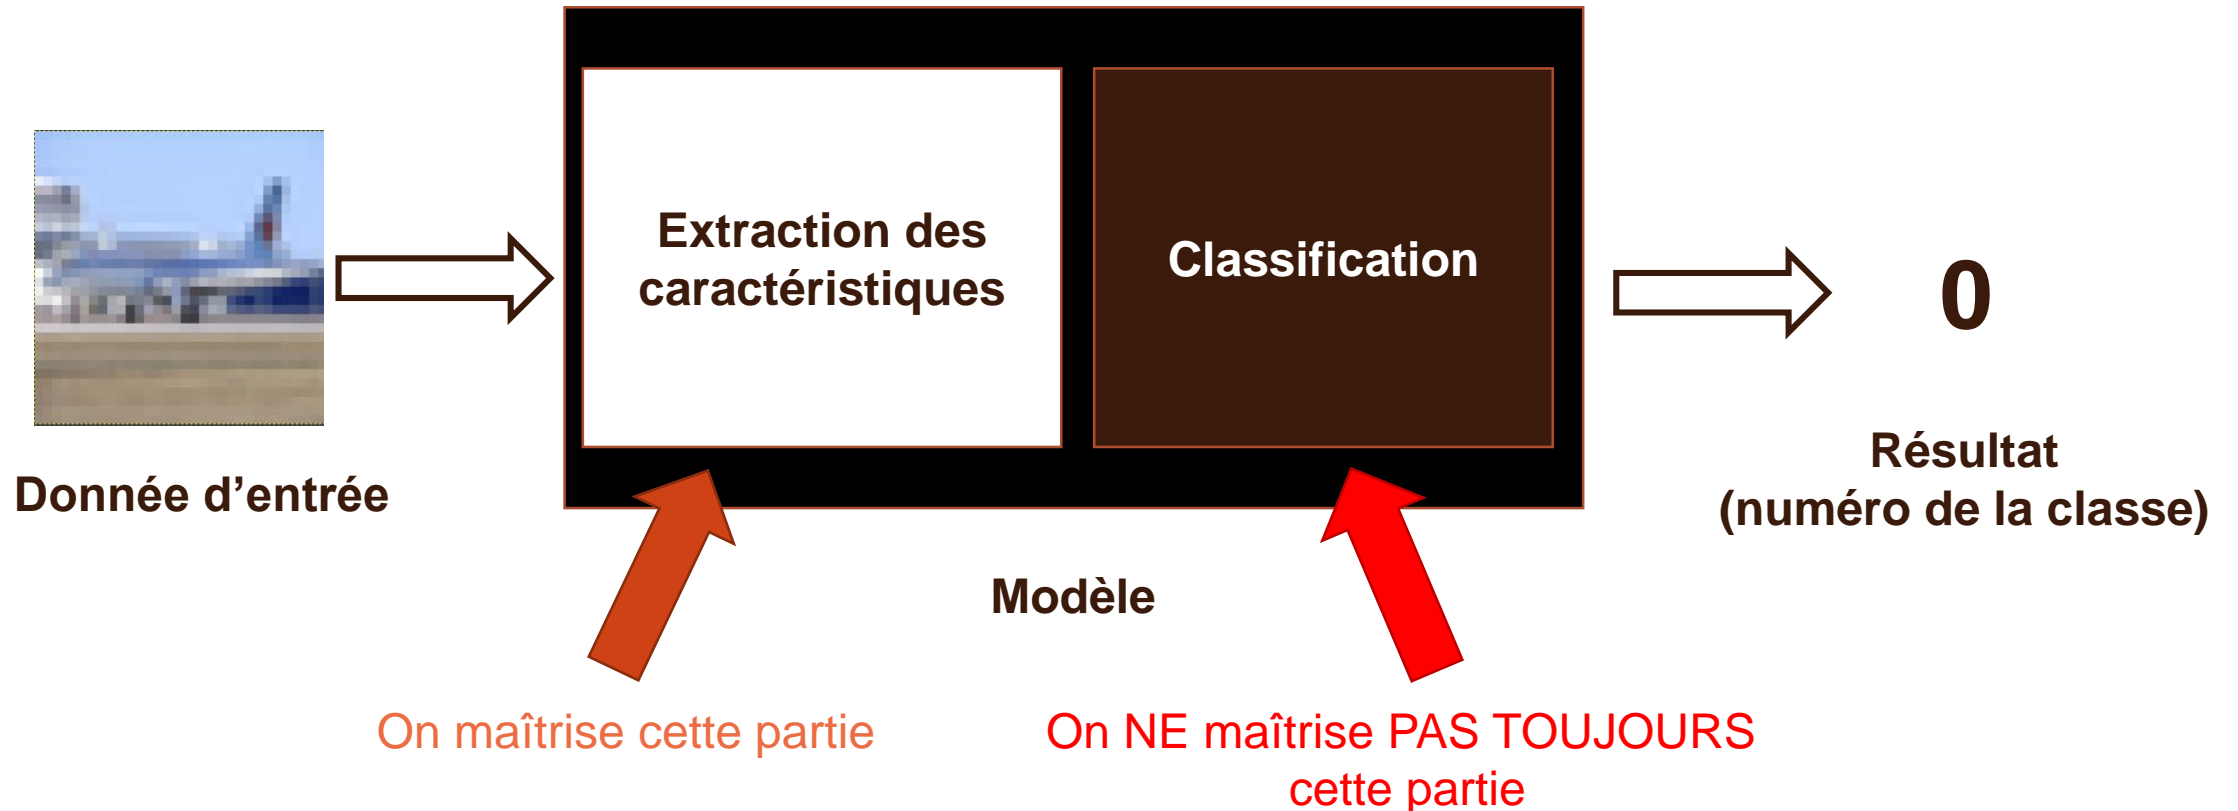 Extraction des
caractéristiques
Classification
0
Donnée d’entrée
Résultat
(numéro de la classe)
Modèle
On maîtrise cette partie
On NE maîtrise PAS TOUJOURS
cette partie